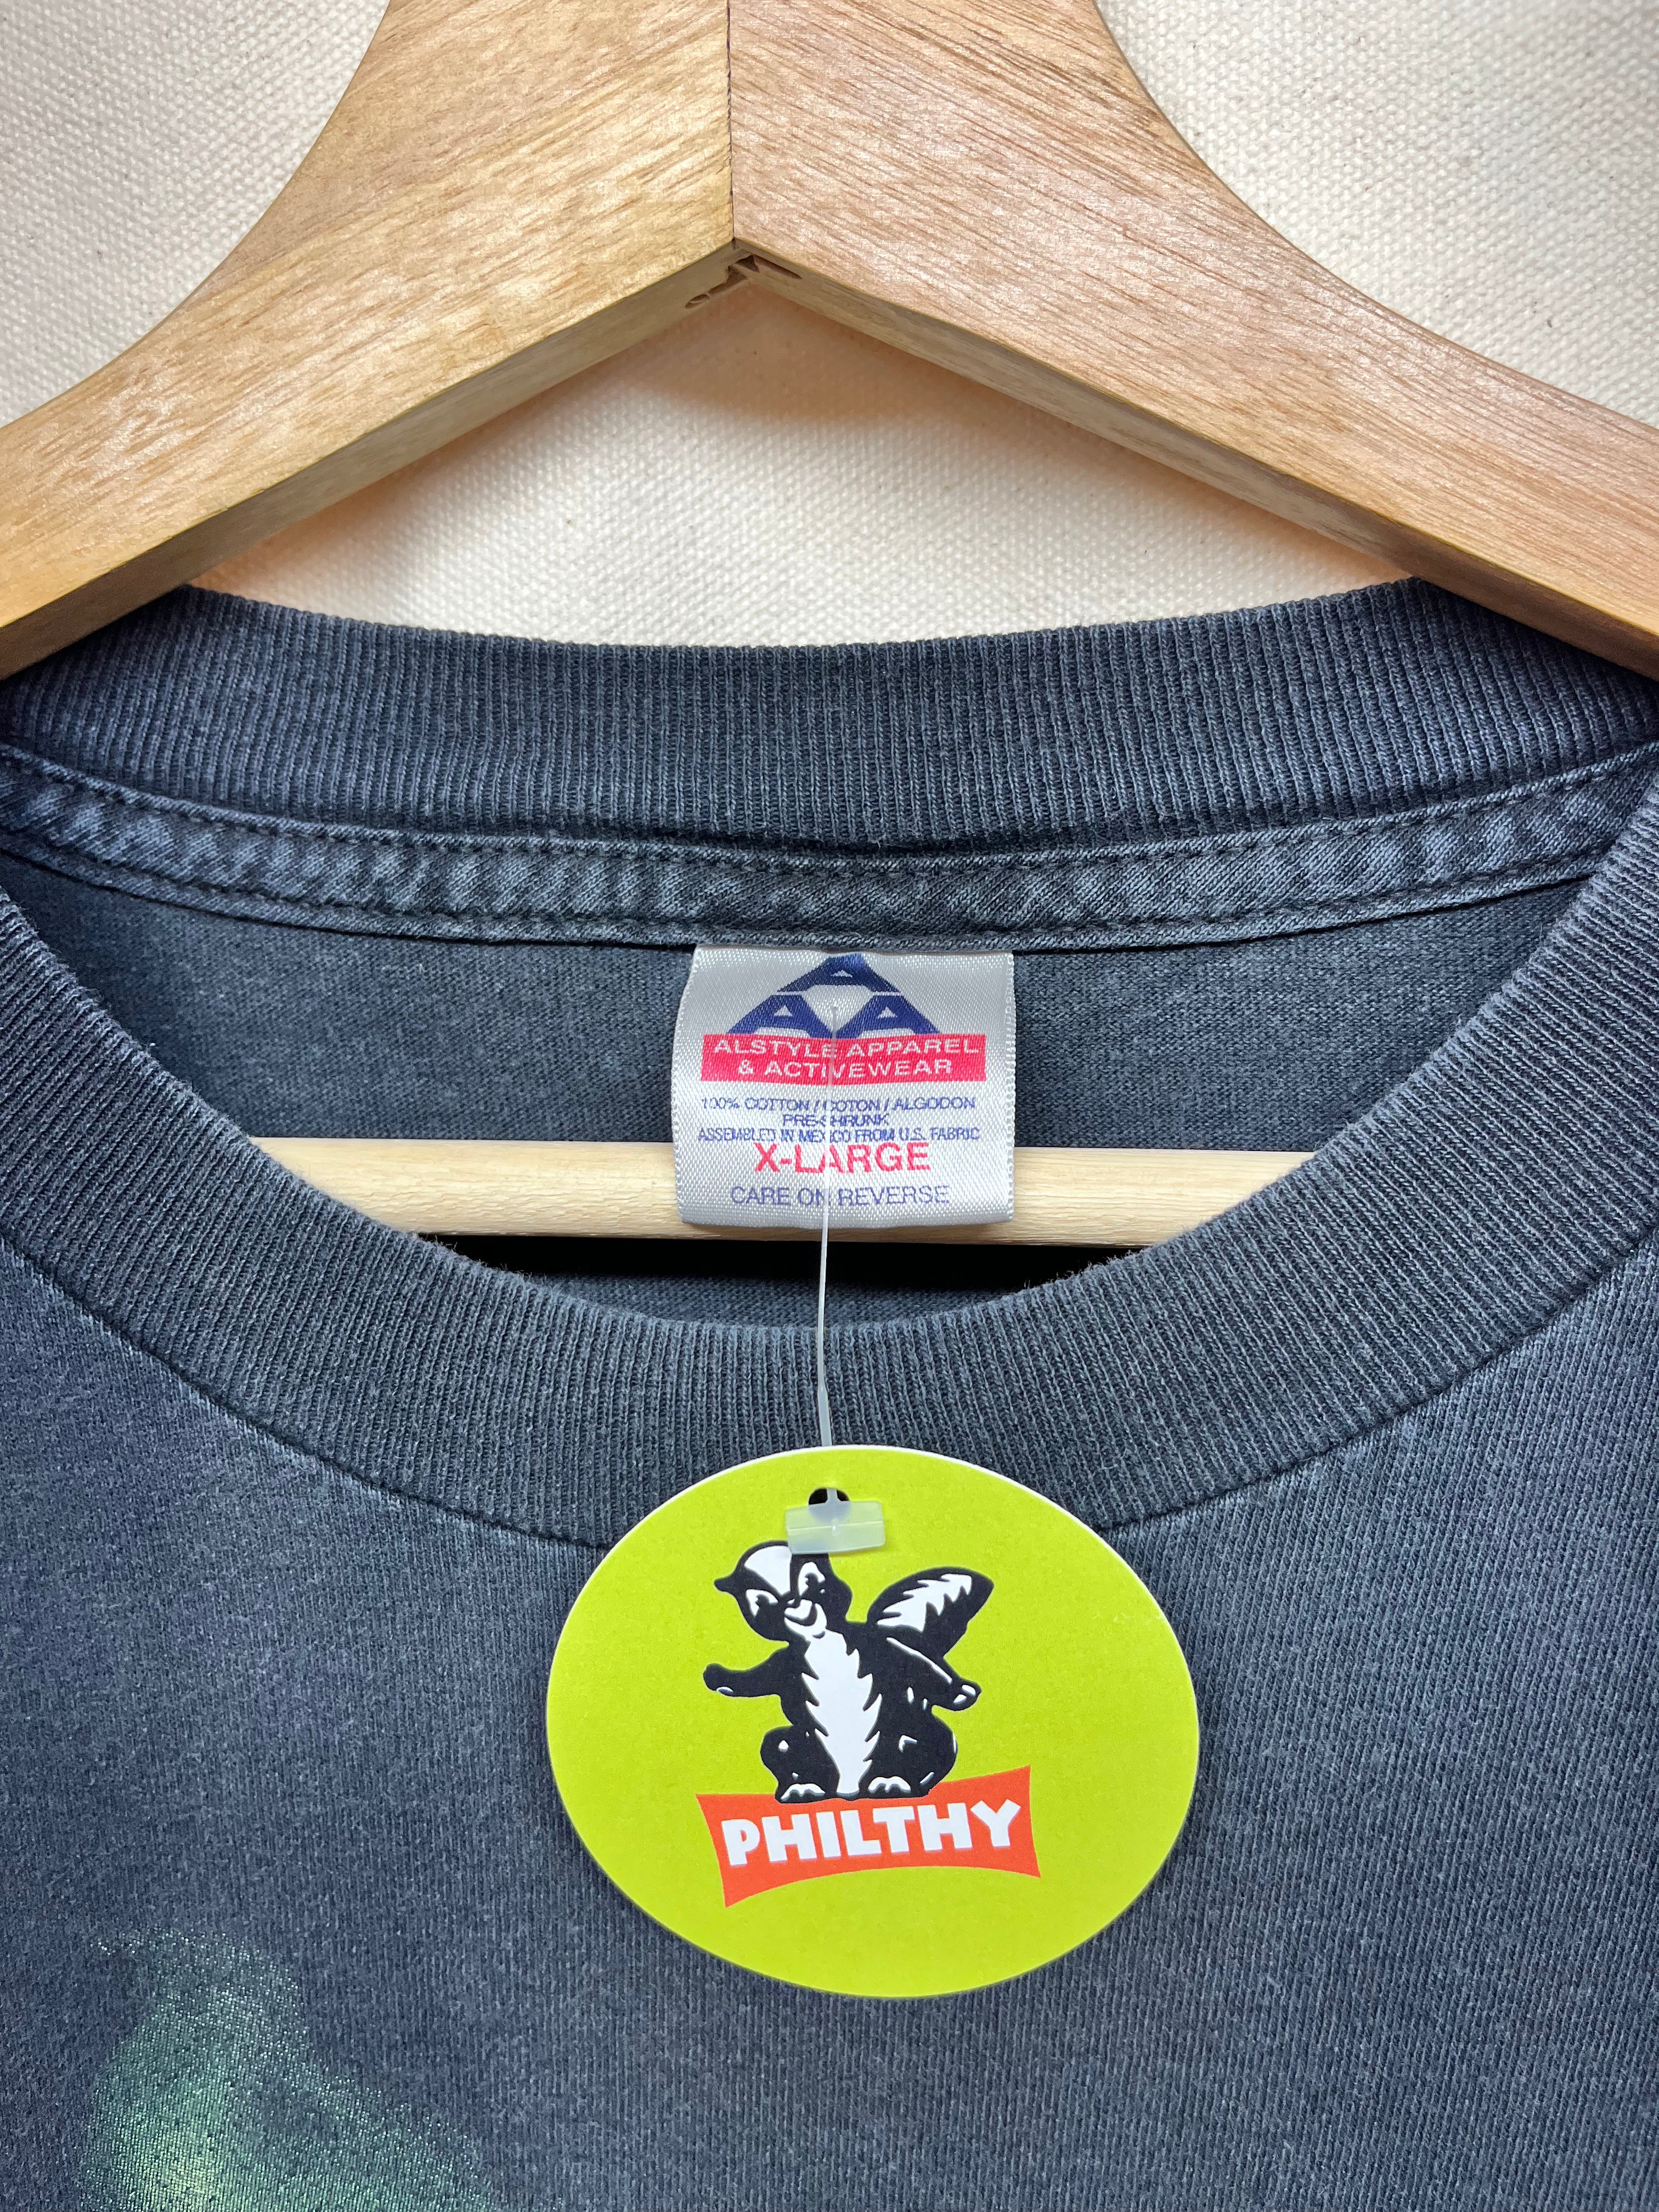 A
A A
ALSTYLE APPAREL
& ACTIVEWEAR
100% COTTON / COTON / ALGODON
PRE-SHRUNK
ASSEMBLED IN MEXICO FROM U.S. FABRIC
X-LARGE
CARE ON REVERSE
PHILTHY